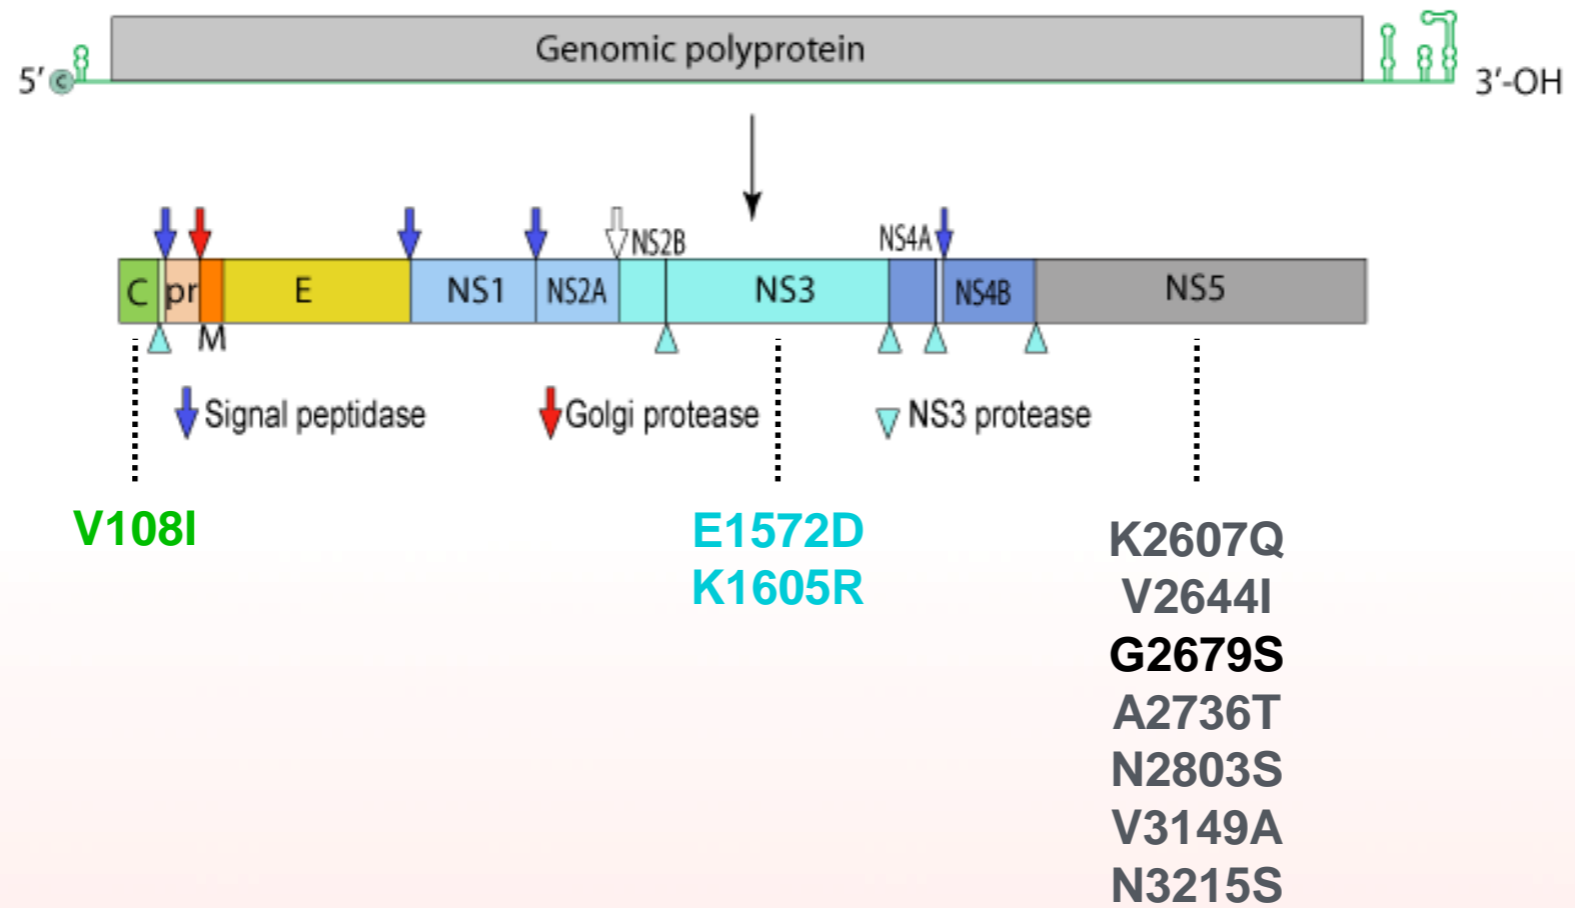 Genomic polyprotein
5′ c 3′-OH
NS2B NS4A
C pr E NS1 NS2A NS3 NS4B NS5
M
Signal peptidase Golgi protease NS3 protease
V108I
E1572D
K1605R
K2607Q
V2644I
G2679S
A2736T
N2803S
V3149A
N3215S